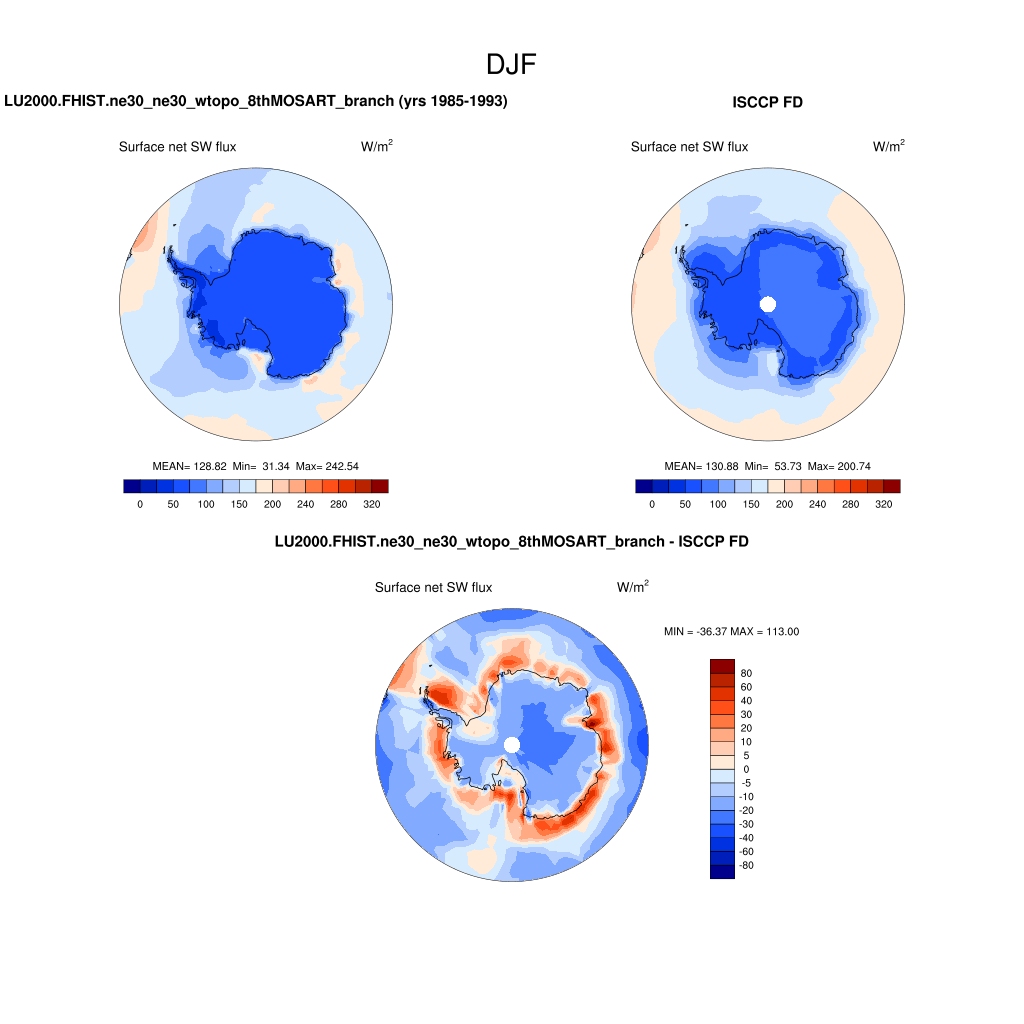 DJF
LU2000.FHIST.ne30_ne30_wtopo_8thMOSART_branch (yrs 1985-1993)
Surface net SW flux W/m2
MEAN= 128.82 Min= 31.34 Max= 242.54
0 50 100 150 200 240 280 320
ISCCP FD
Surface net SW flux W/m2
MEAN= 130.88 Min= 53.73 Max= 200.74
0 50 100 150 200 240 280 320
LU2000.FHIST.ne30_ne30_wtopo_8thMOSART_branch - ISCCP FD
Surface net SW flux W/m2
MIN = -36.37 MAX = 113.00
80
60
40
30
20
10
5
0
-5
-10
-20
-30
-40
-60
-80